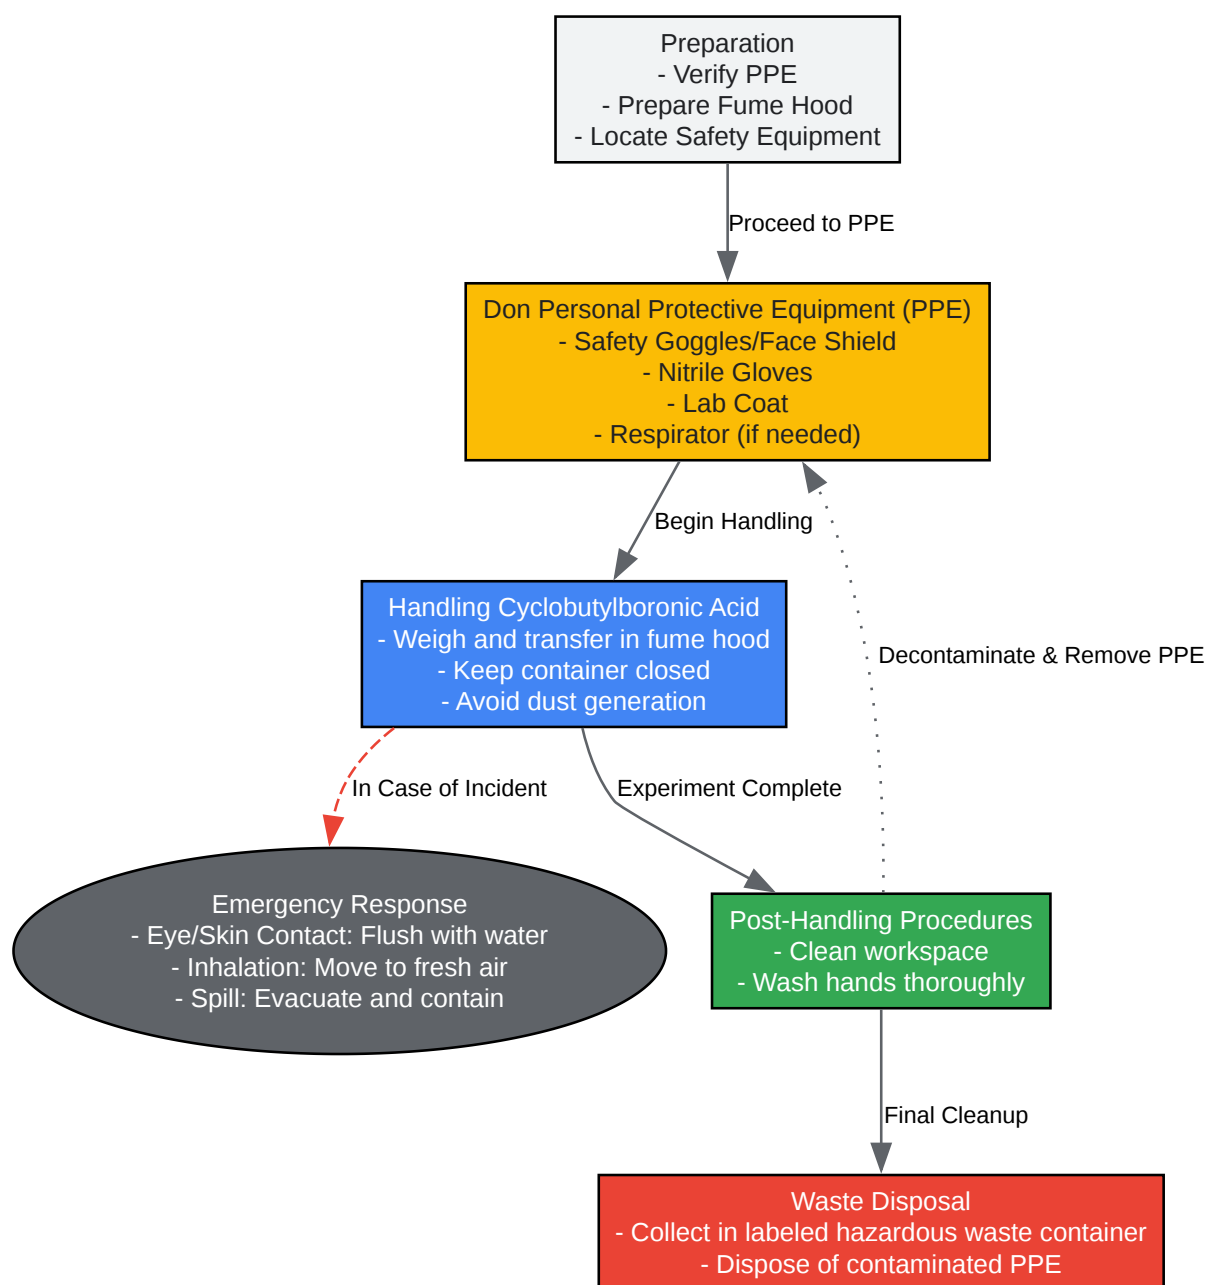 Preparation
- Verify PPE
- Prepare Fume Hood
- Locate Safety Equipment
Proceed to PPE
Don Personal Protective Equipment (PPE)
- Safety Goggles/Face Shield
- Nitrile Gloves
- Lab Coat
- Respirator (if needed)
Begin Handling
Handling Cyclobutylboronic Acid
- Weigh and transfer in fume hood
- Keep container closed
- Avoid dust generation
Decontaminate & Remove PPE
In Case of Incident
Experiment Complete
Emergency Response
- Eye/Skin Contact: Flush with water
- Inhalation: Move to fresh air
- Spill: Evacuate and contain
Post-Handling Procedures
- Clean workspace
- Wash hands thoroughly
Final Cleanup
Waste Disposal
- Collect in labeled hazardous waste container
- Dispose of contaminated PPE